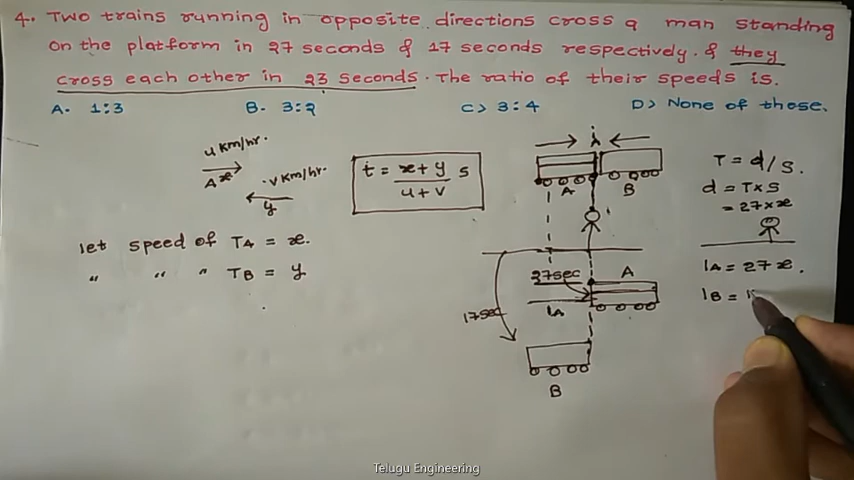 4. Two trains running in opposite directions cross a man standing
on the platform in 27 seconds & 17 seconds respectively. & they
cross each other in 23 seconds. The ratio of their speeds is.
A. 1:3 B. 3:2 C> 3:4 D> None of those.
u km/hr.
A x
v km/hr.
y
t = x+y / u+v s
let speed of TA = x.
" " " TB = y
A B
27sec A
lA
17sec
B
T = d/s.
d = T×s
= 27×x
lA = 27x.
lB = 1
Telugu Engineering